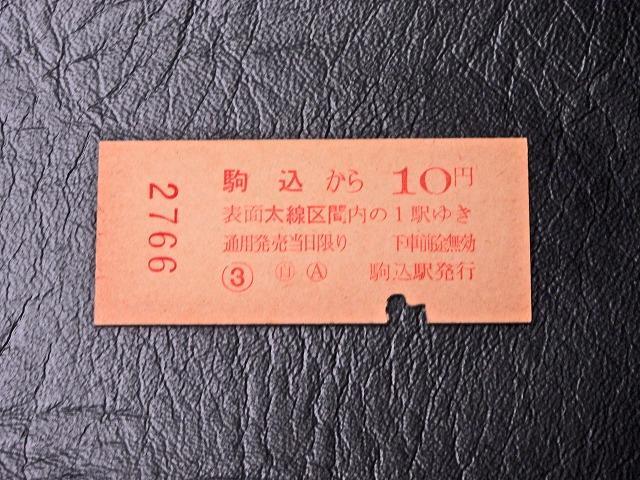 駒込から10円
表面太線区間内の1駅ゆき
通用発売当日限り 下車前途無効
③ ㊐ Ⓐ 駒込駅発行
2766